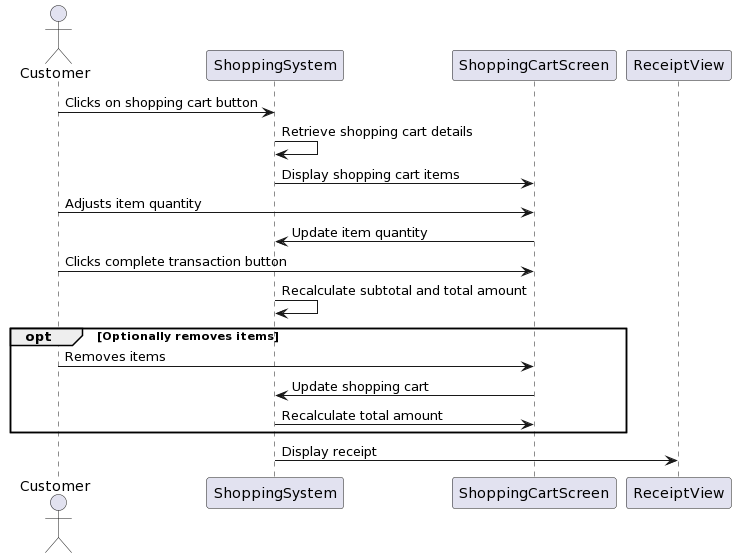 Customer
ShoppingSystem
ShoppingCartScreen
ReceiptView
Clicks on shopping cart button
Retrieve shopping cart details
Display shopping cart items
Adjusts item quantity
Update item quantity
Clicks complete transaction button
Recalculate subtotal and total amount
opt [Optionally removes items]
Removes items
Update shopping cart
Recalculate total amount
Display receipt
Customer
ShoppingSystem
ShoppingCartScreen
ReceiptView